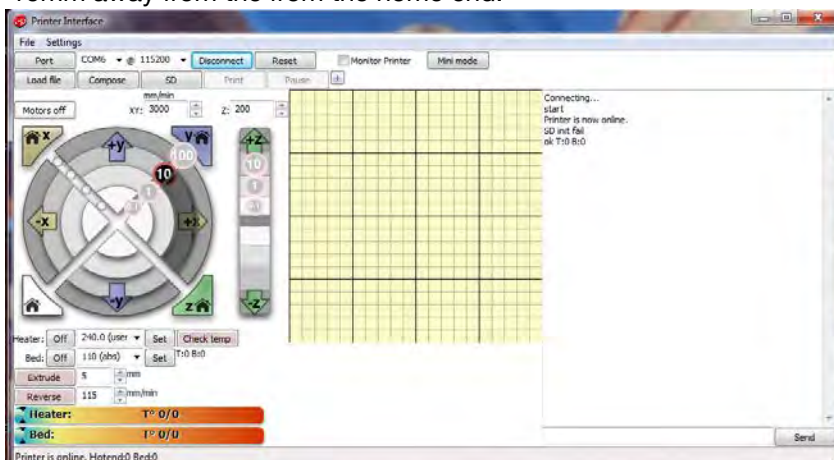 10mm away from the from the home end.
Printer Interface
File Settings
Port COM6 @ 115200 Disconnect Reset Monitor Printer Mini mode
Load file Compose SD Print Pause +
mm/min
Motors off XY: 3000 Z: 200
x +y y +z
100
10 10
1 1
-x +x
-y z -z
Heater: Off 240.0 (user Set Check temp
Bed: Off 110 (abs) Set T:0 B:0
Extrude 5 mm
Reverse 115 mm/min
Heater: T° 0/0
Bed: T° 0/0
Connecting...
start
Printer is now online.
SD init fail
ok T:0 B:0
Send
Printer is online. Hotend:0 Bed:0